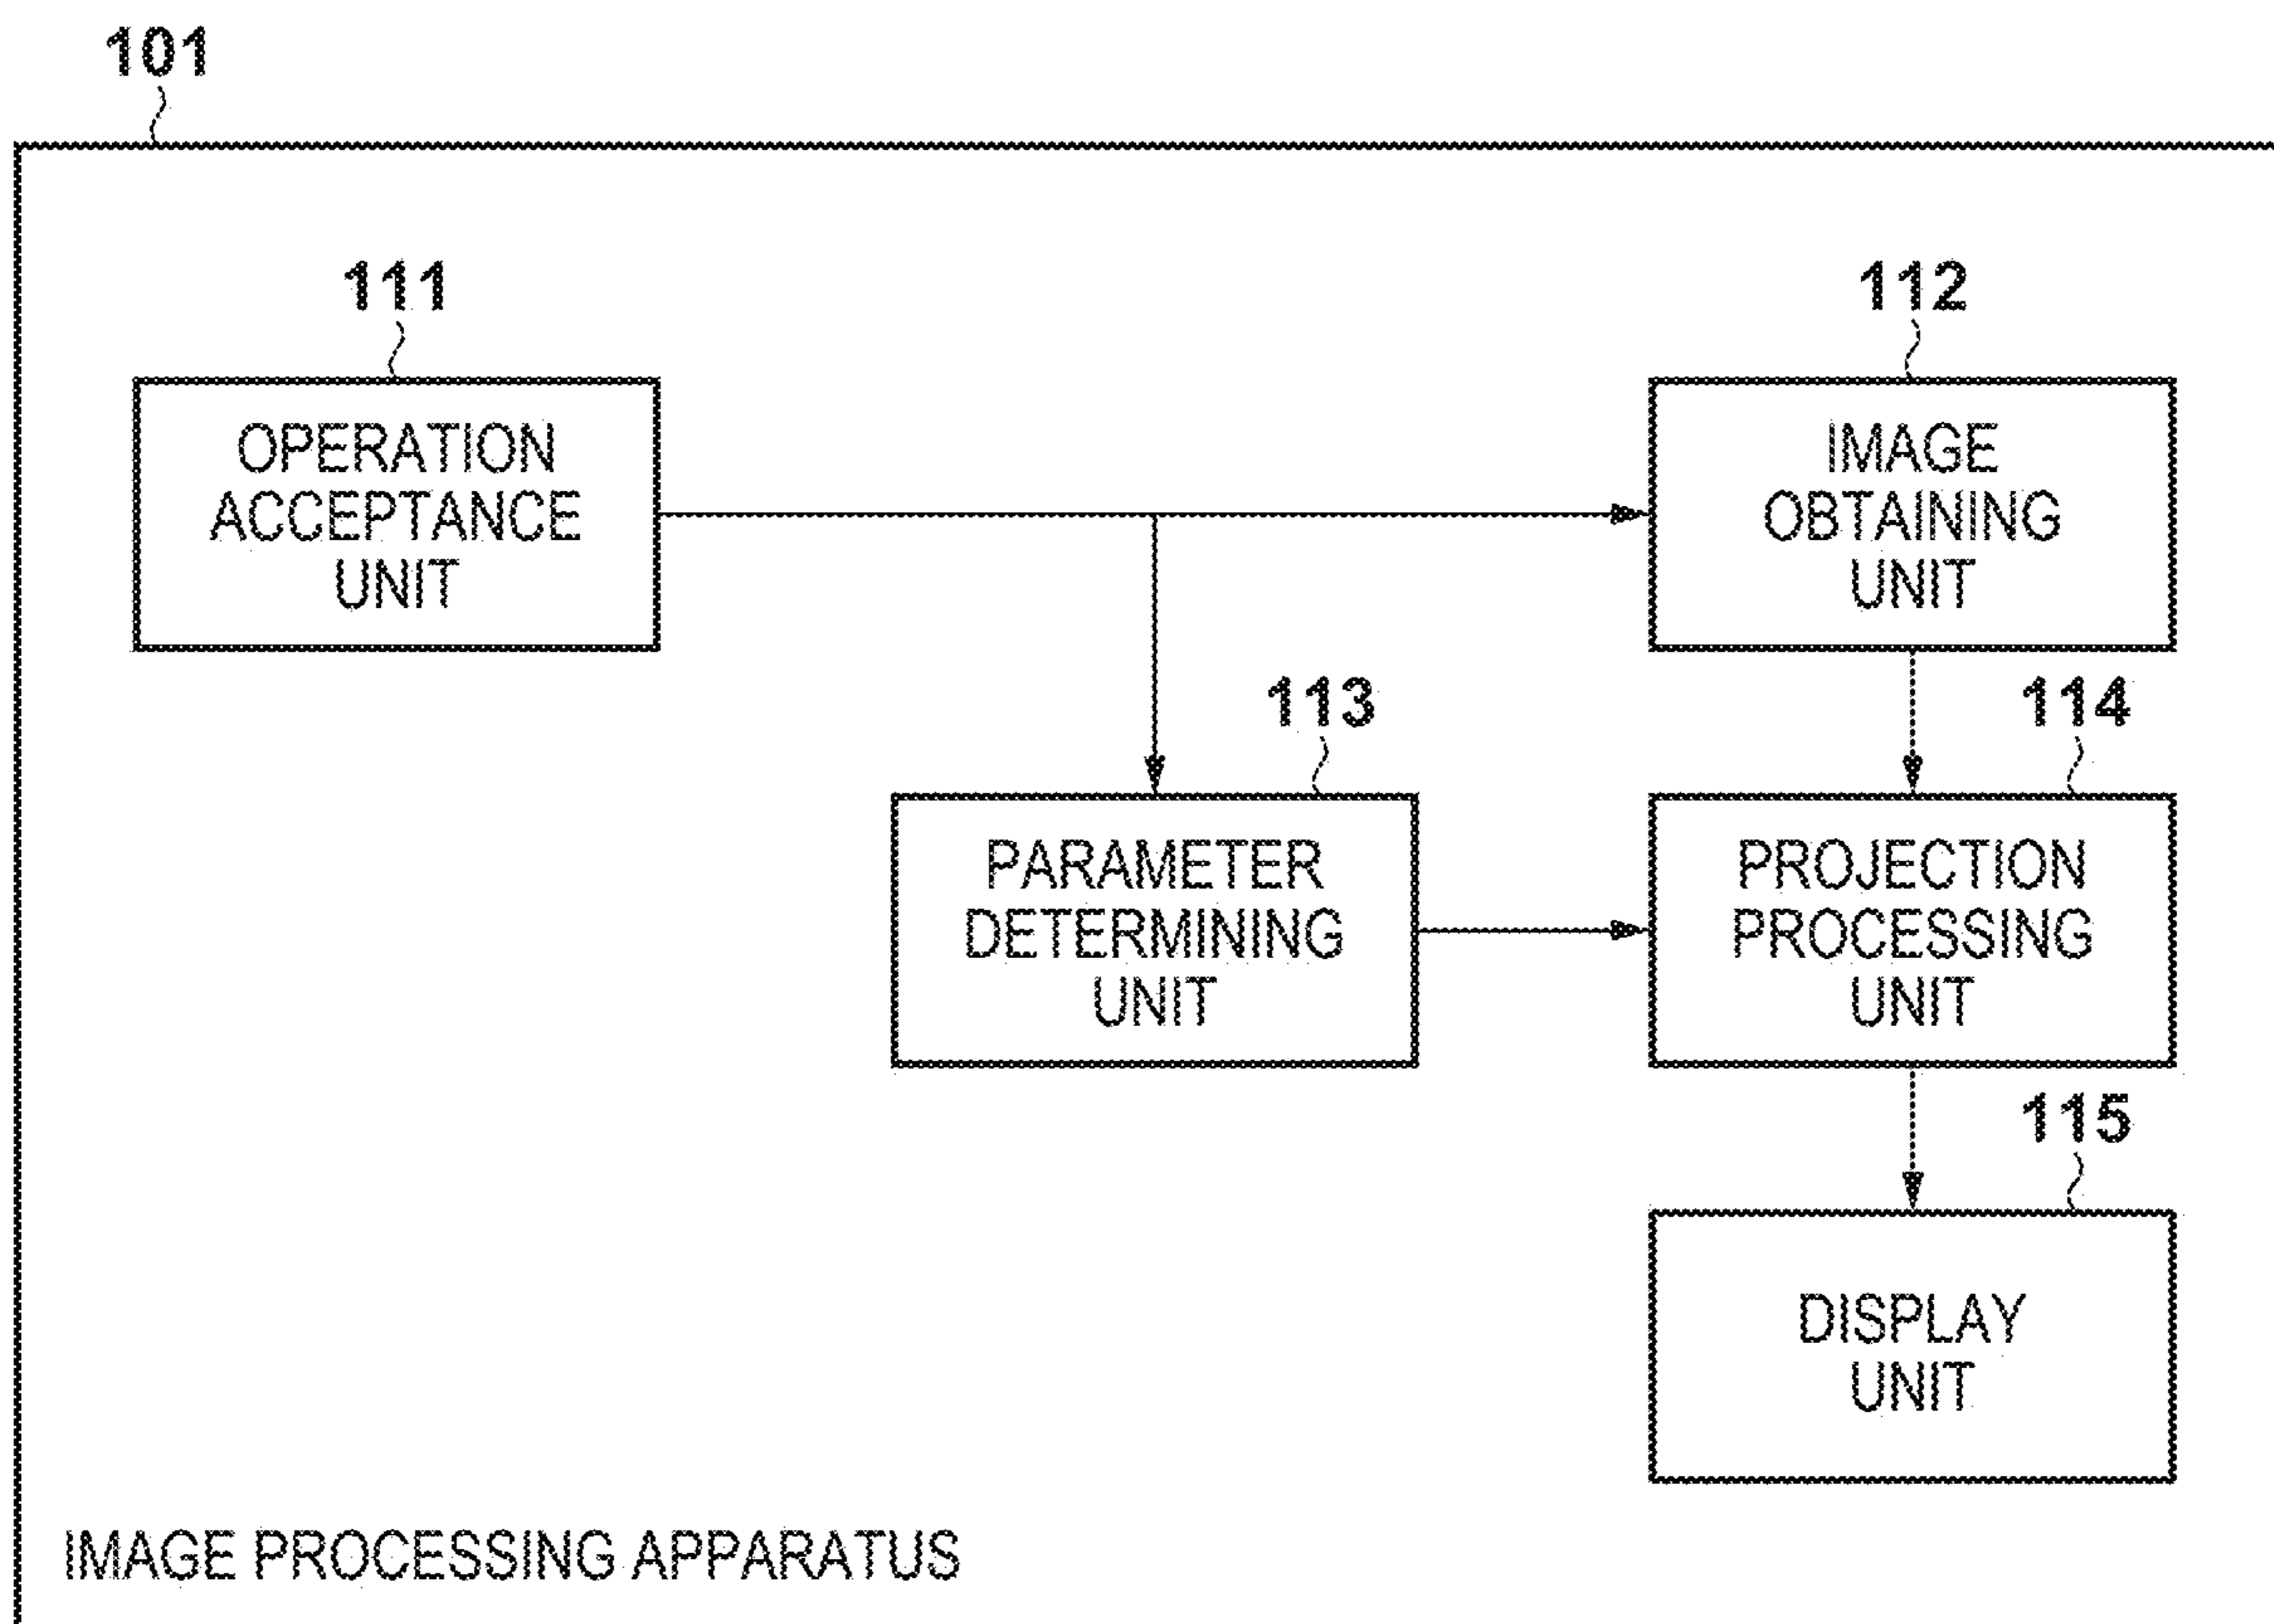 101
111
OPERATION
ACCEPTANCE
UNIT
112
IMAGE
OBTAINING
UNIT
113
PARAMETER
DETERMINING
UNIT
114
PROJECTION
PROCESSING
UNIT
115
DISPLAY
UNIT
IMAGE PROCESSING APPARATUS